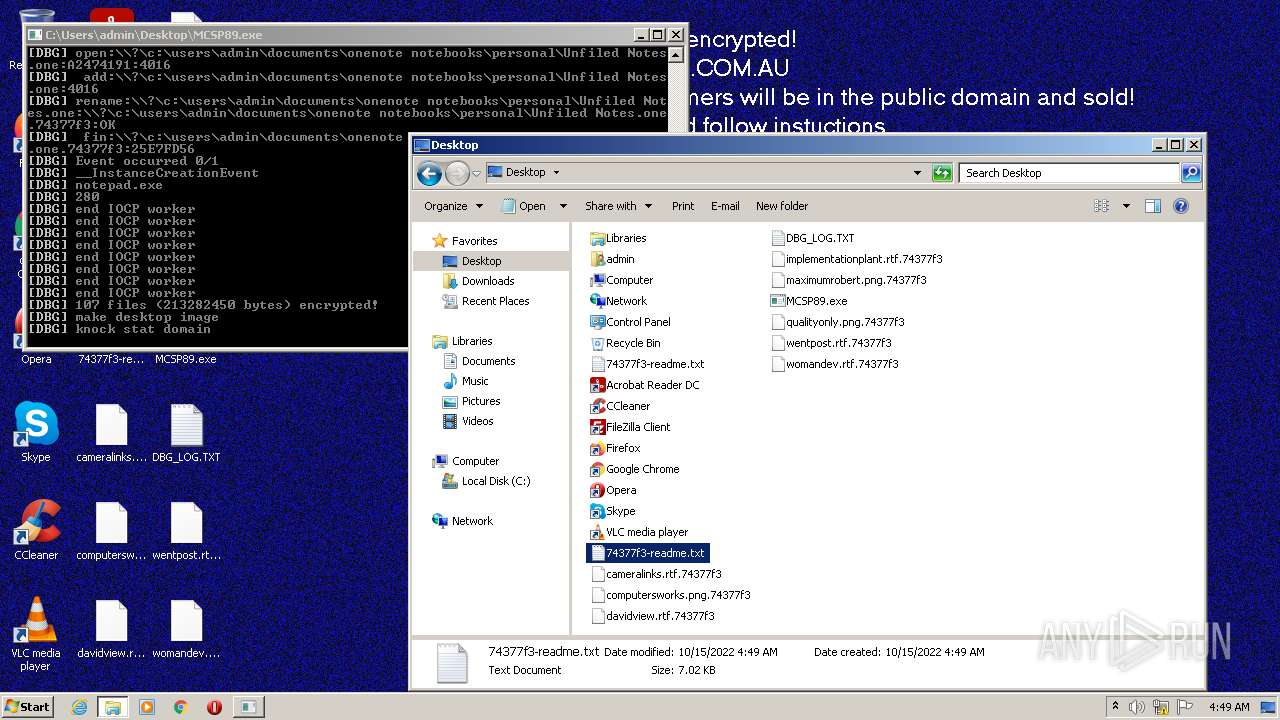 C:\Users\admin\Desktop\MCSP89.exe
[DBG] open:\\?\c:\users\admin\documents\onenote notebooks\personal\Unfiled Notes
.one:A2474191:4016
[DBG]  add:\\?\c:\users\admin\documents\onenote notebooks\personal\Unfiled Notes
.one:4016
[DBG] rename:\\?\c:\users\admin\documents\onenote notebooks\personal\Unfiled Not
es.one:\\?\c:\users\admin\documents\onenote notebooks\personal\Unfiled Notes.one
.74377f3:OK
[DBG]  fin:\\?\c:\users\admin\documents\onenote
.one.74377f3:25E7FD56
[DBG] Event occurred 0/1
[DBG] __InstanceCreationEvent
[DBG] notepad.exe
[DBG] 280
[DBG] end IOCP worker
[DBG] end IOCP worker
[DBG] end IOCP worker
[DBG] end IOCP worker
[DBG] end IOCP worker
[DBG] end IOCP worker
[DBG] end IOCP worker
[DBG] end IOCP worker
[DBG] 107 files (213282450 bytes) encrypted!
[DBG] make desktop image
[DBG] knock stat domain
encrypted!
.COM.AU
mers will be in the public domain and sold!
follow instuctions
Opera
74377f3-re...
MCSP89.exe
Skype
cameralinks....
DBG_LOG.TXT
CCleaner
computersw...
wentpost.rt...
VLC media
player
davidview.r...
womandev....
Desktop
Desktop
Search Desktop
Organize
Open
Share with
Print
E-mail
New folder
Favorites
Desktop
Downloads
Recent Places
Libraries
Documents
Music
Pictures
Videos
Computer
Local Disk (C:)
Network
Libraries
admin
Computer
Network
Control Panel
Recycle Bin
74377f3-readme.txt
Acrobat Reader DC
CCleaner
FileZilla Client
Firefox
Google Chrome
Opera
Skype
VLC media player
74377f3-readme.txt
cameralinks.rtf.74377f3
computersworks.png.74377f3
davidview.rtf.74377f3
DBG_LOG.TXT
implementationplant.rtf.74377f3
maximumrobert.png.74377f3
MCSP89.exe
qualityonly.png.74377f3
wentpost.rtf.74377f3
womandev.rtf.74377f3
74377f3-readme.txt Date modified: 10/15/2022 4:49 AM Date created: 10/15/2022 4:49 AM
Text Document Size: 7.02 KB
ANY RUN
Start
4:49 AM